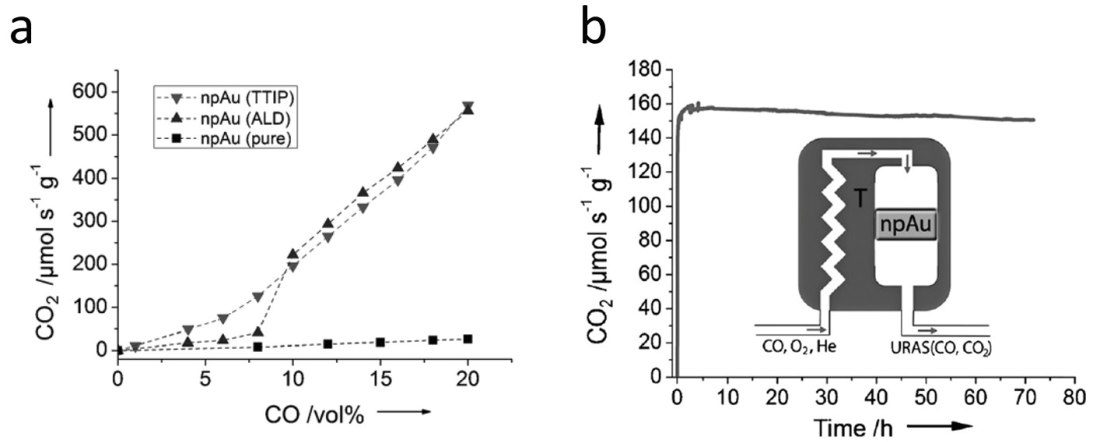 a
npAu (TTIP)
npAu (ALD)
npAu (pure)
600
500
400
300
200
100
0
CO₂ /µmol s⁻¹ g⁻¹
0 5 10 15 20
CO /vol%
b
180
160
140
120
100
80
60
40
20
0
CO₂ /µmol s⁻¹ g⁻¹
T
npAu
CO, O₂, He
URAS(CO, CO₂)
0 10 20 30 40 50 60 70 80
Time /h